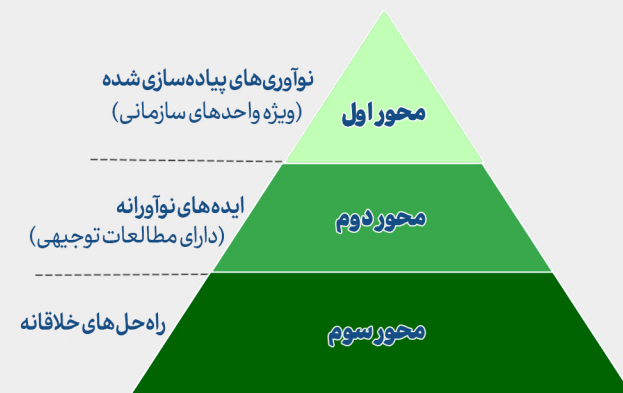 محور اول
نوآوری‌های پیاده‌سازی شده
(ویژه واحدهای سازمانی)
محور دوم
ایده‌های نوآورانه
(دارای مطالعات توجیهی)
محور سوم
راه‌حل‌های خلاقانه